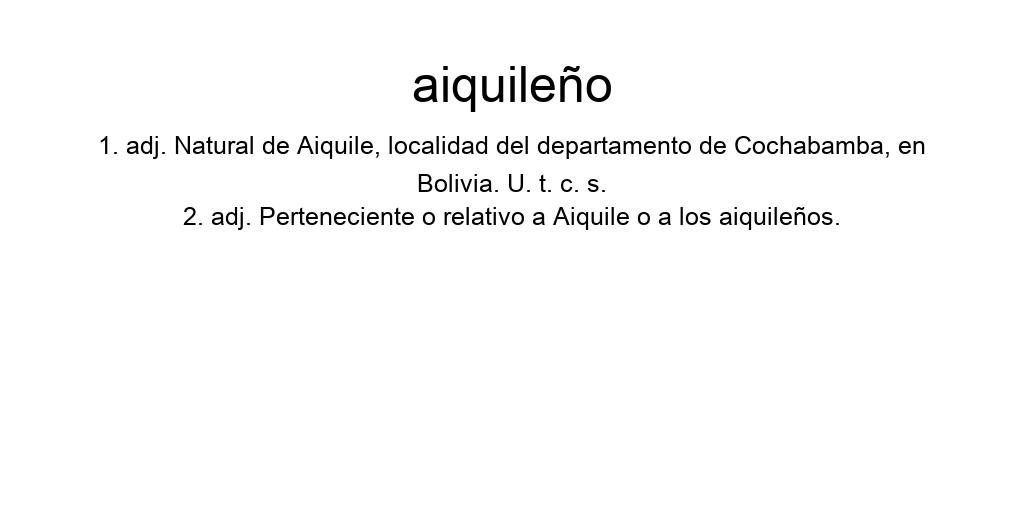 aiquileño
1. adj. Natural de Aiquile, localidad del departamento de Cochabamba, en
Bolivia. U. t. c. s.
2. adj. Perteneciente o relativo a Aiquile o a los aiquileños.